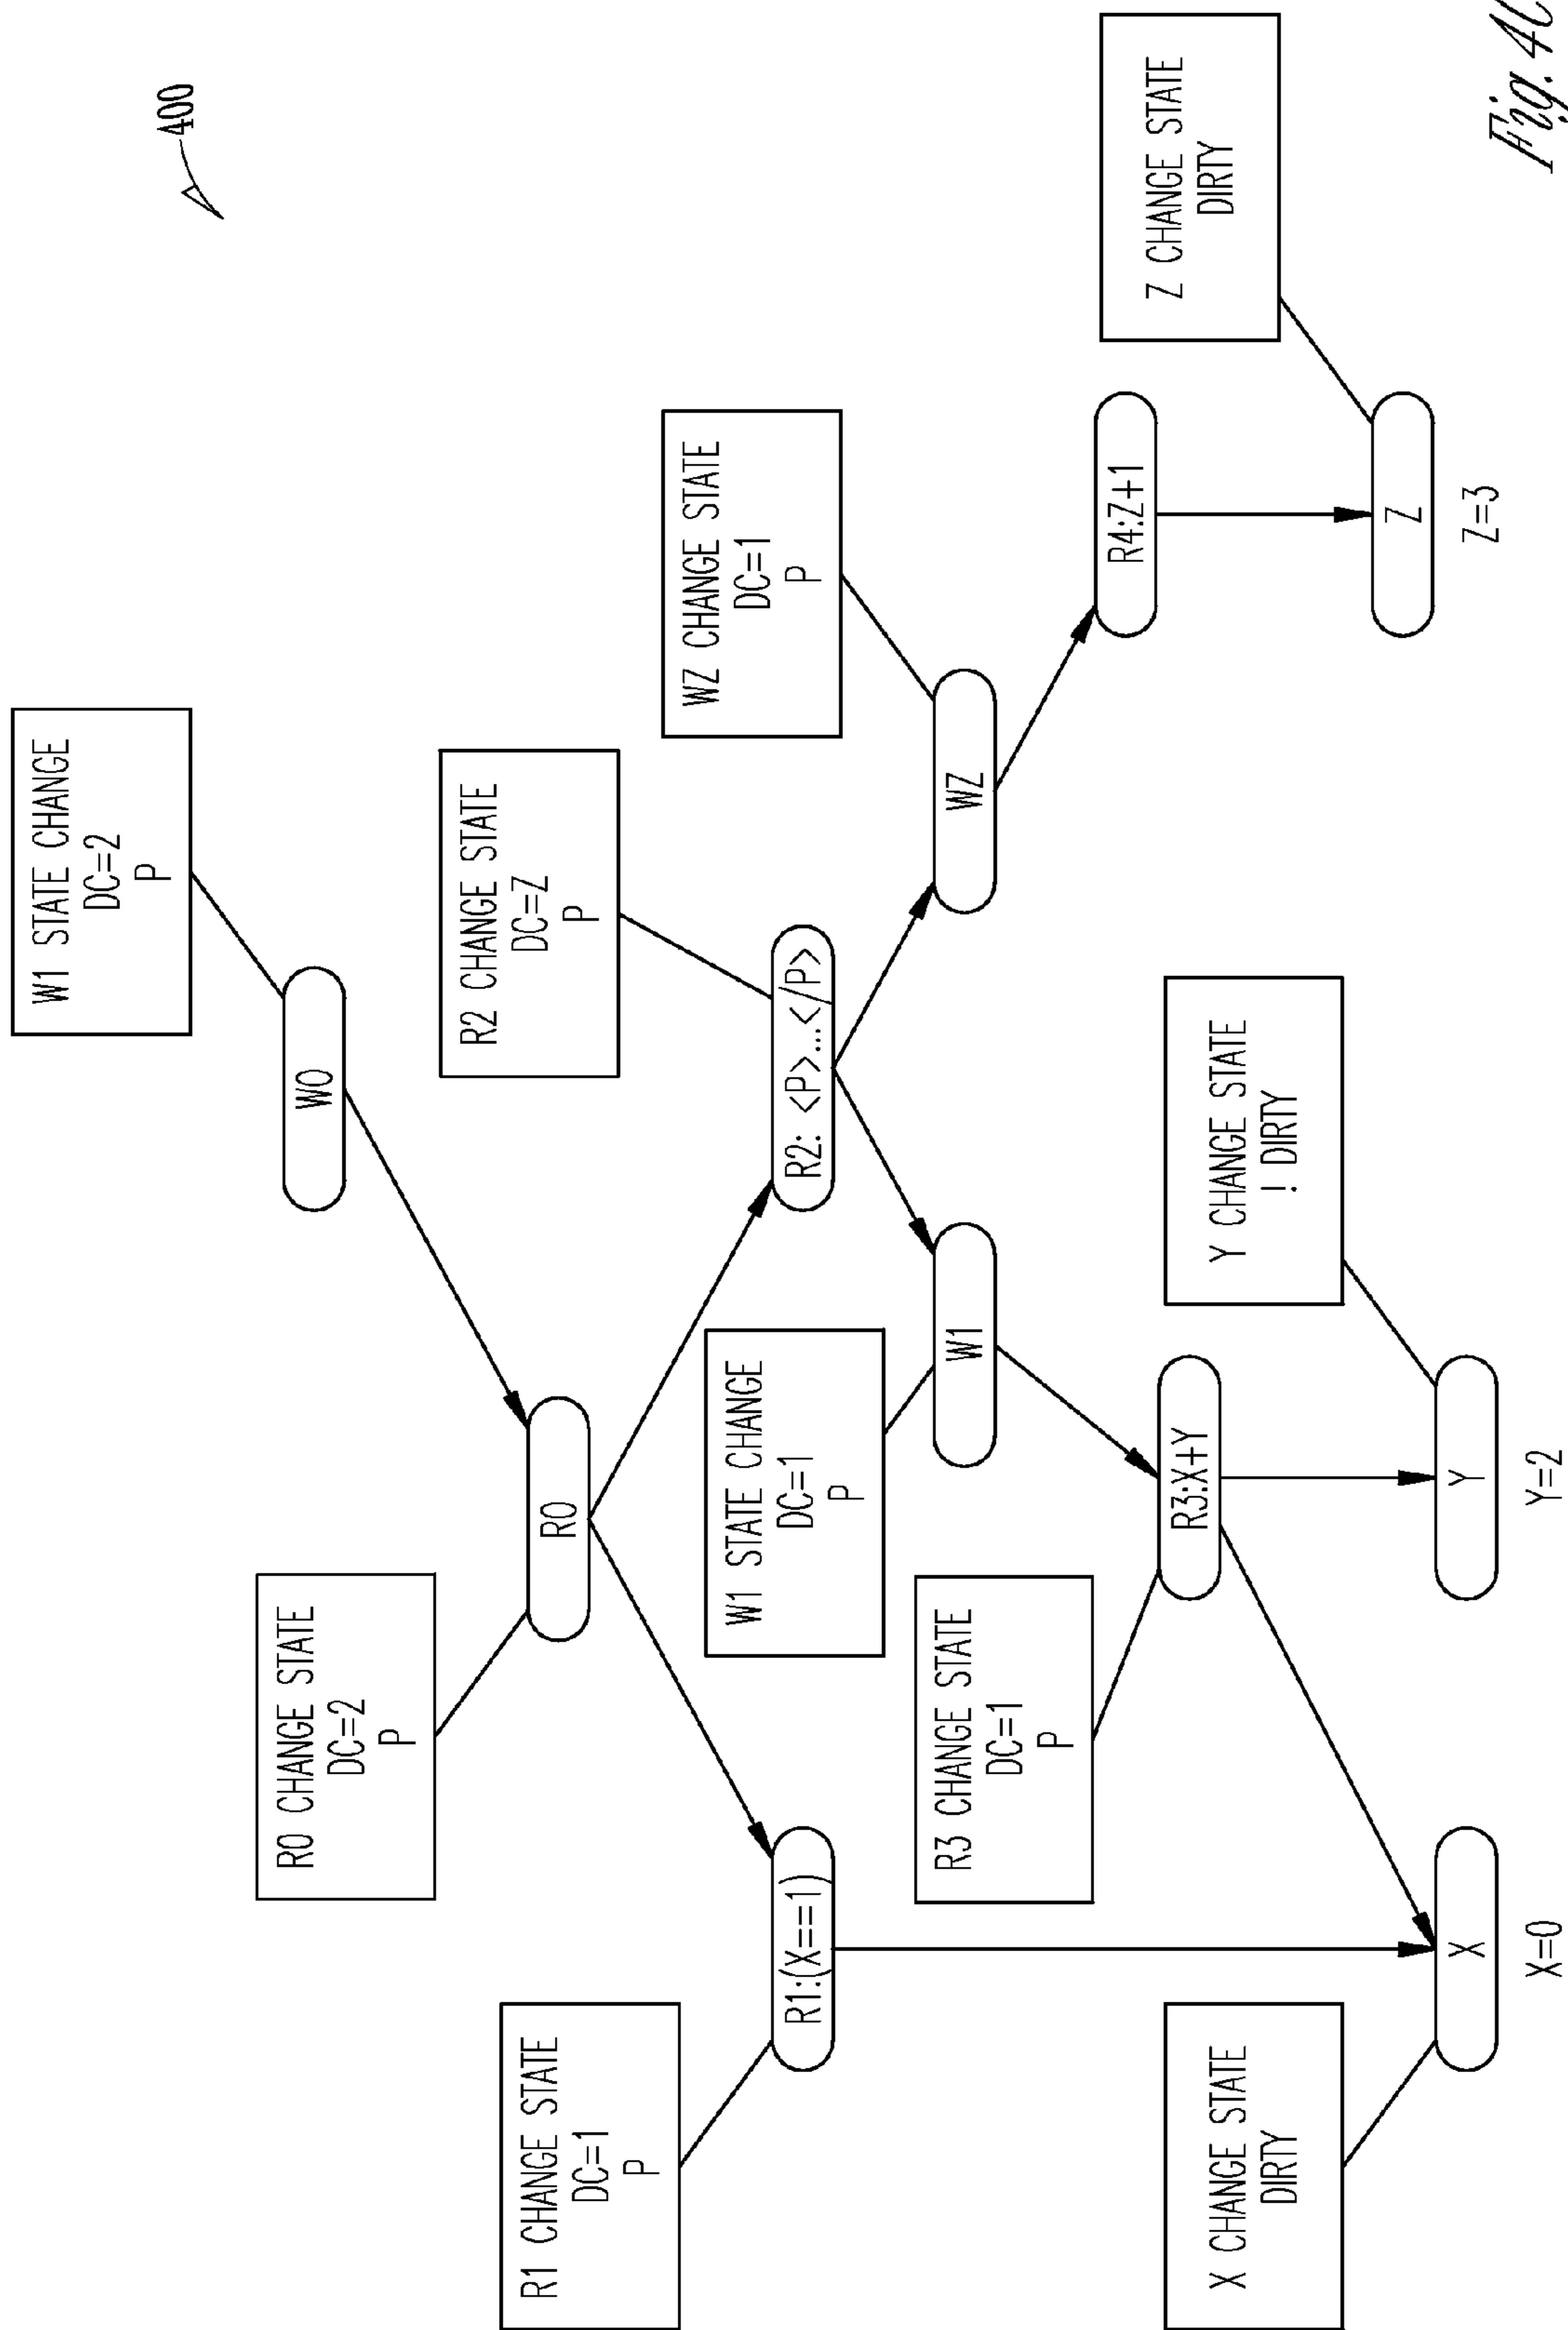 400
W1 STATE CHANGE
DC=2
P
W0
R0 CHANGE STATE
DC=2
P
R0
R2 CHANGE STATE
DC=Z
P
R1 CHANGE STATE
DC=1
P
R1:(X==1)
R2: <P>...</P>
WZ CHANGE STATE
DC=1
P
W1 STATE CHANGE
DC=1
P
W1
WZ
R3 CHANGE STATE
DC=1
P
R3:X+Y
R4:Z+1
X CHANGE STATE
DIRTY
Y CHANGE STATE
! DIRTY
Z CHANGE STATE
DIRTY
X
Y
Z
X=0
Y=2
Z=3
Fig.